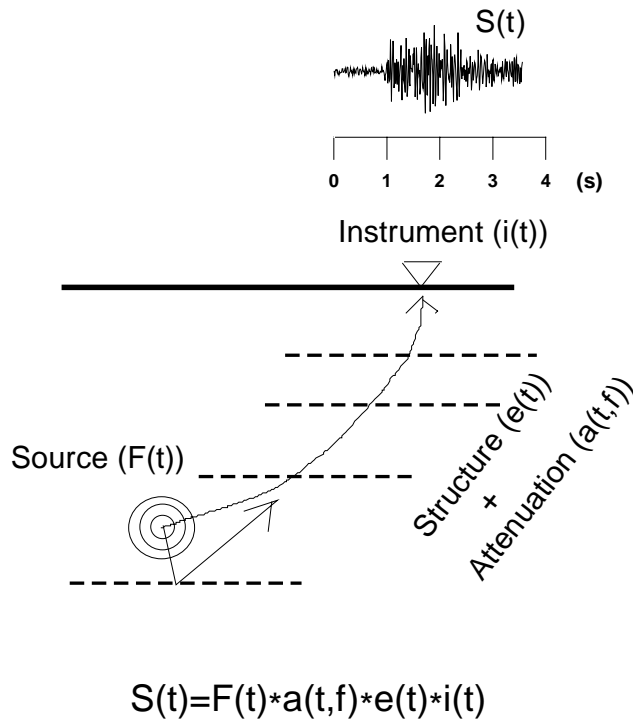 S(t)
0 1 2 3 4 (s)
Instrument (i(t))
Source (F(t))
Structure (e(t))
+
Attenuation (a(t,f))
S(t)=F(t)*a(t,f)*e(t)*i(t)